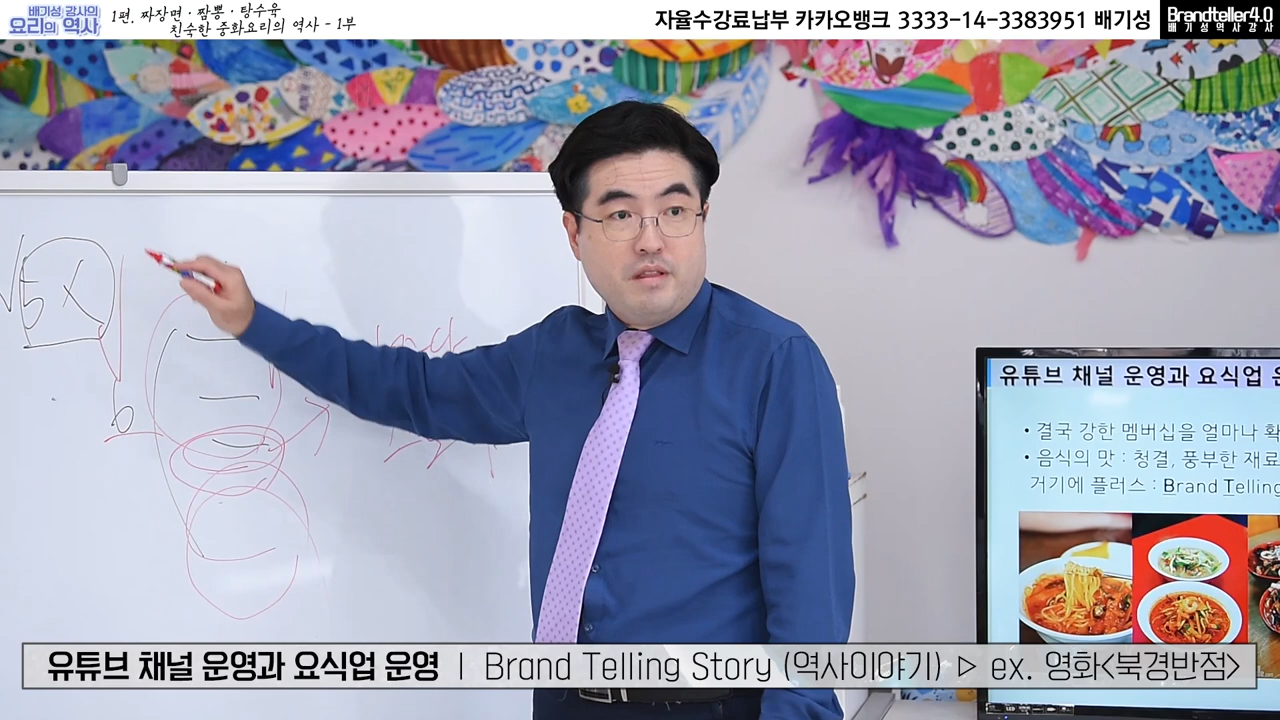 배기성 강사의
요리의 역사
1편. 짜장면·짬뽕·탕수육
친숙한 중화요리의 역사 - 1부
자율수강료납부 카카오뱅크 3333-14-3383951 배기성
Brandteller4.0
배기성역사강사
5X
유튜브 채널 운영과 요식업
• 결국 강한 멤버십을 얼마나 확
• 음식의 맛 : 청결, 풍부한 재료
거기에 플러스 : Brand Telling
유튜브 채널 운영과 요식업 운영 | Brand Telling Story (역사이야기) ▷ ex. 영화<북경반점>